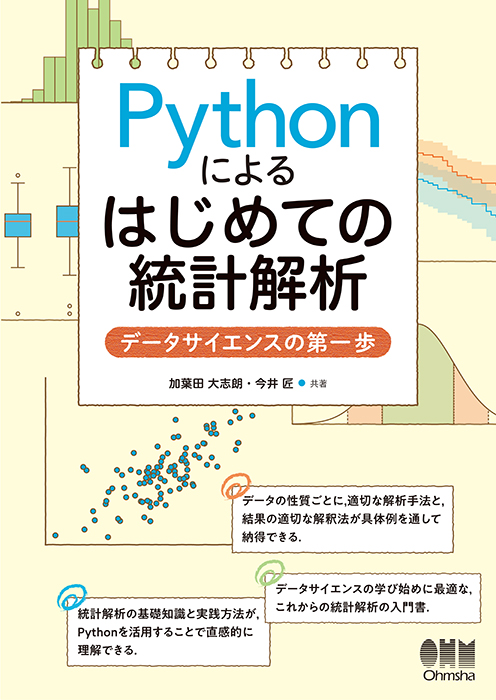 Python
による
はじめての
統計解析
データサイエンスの第一歩
加葉田 大志朗・今井 匠 ● 共著
データの性質ごとに,適切な解析手法と,
結果の適切な解釈法が具体例を通して
納得できる.
データサイエンスの学び始めに最適な,
これからの統計解析の入門書.
統計解析の基礎知識と実践方法が,
Pythonを活用することで直感的に
理解できる.
OHM
Ohmsha